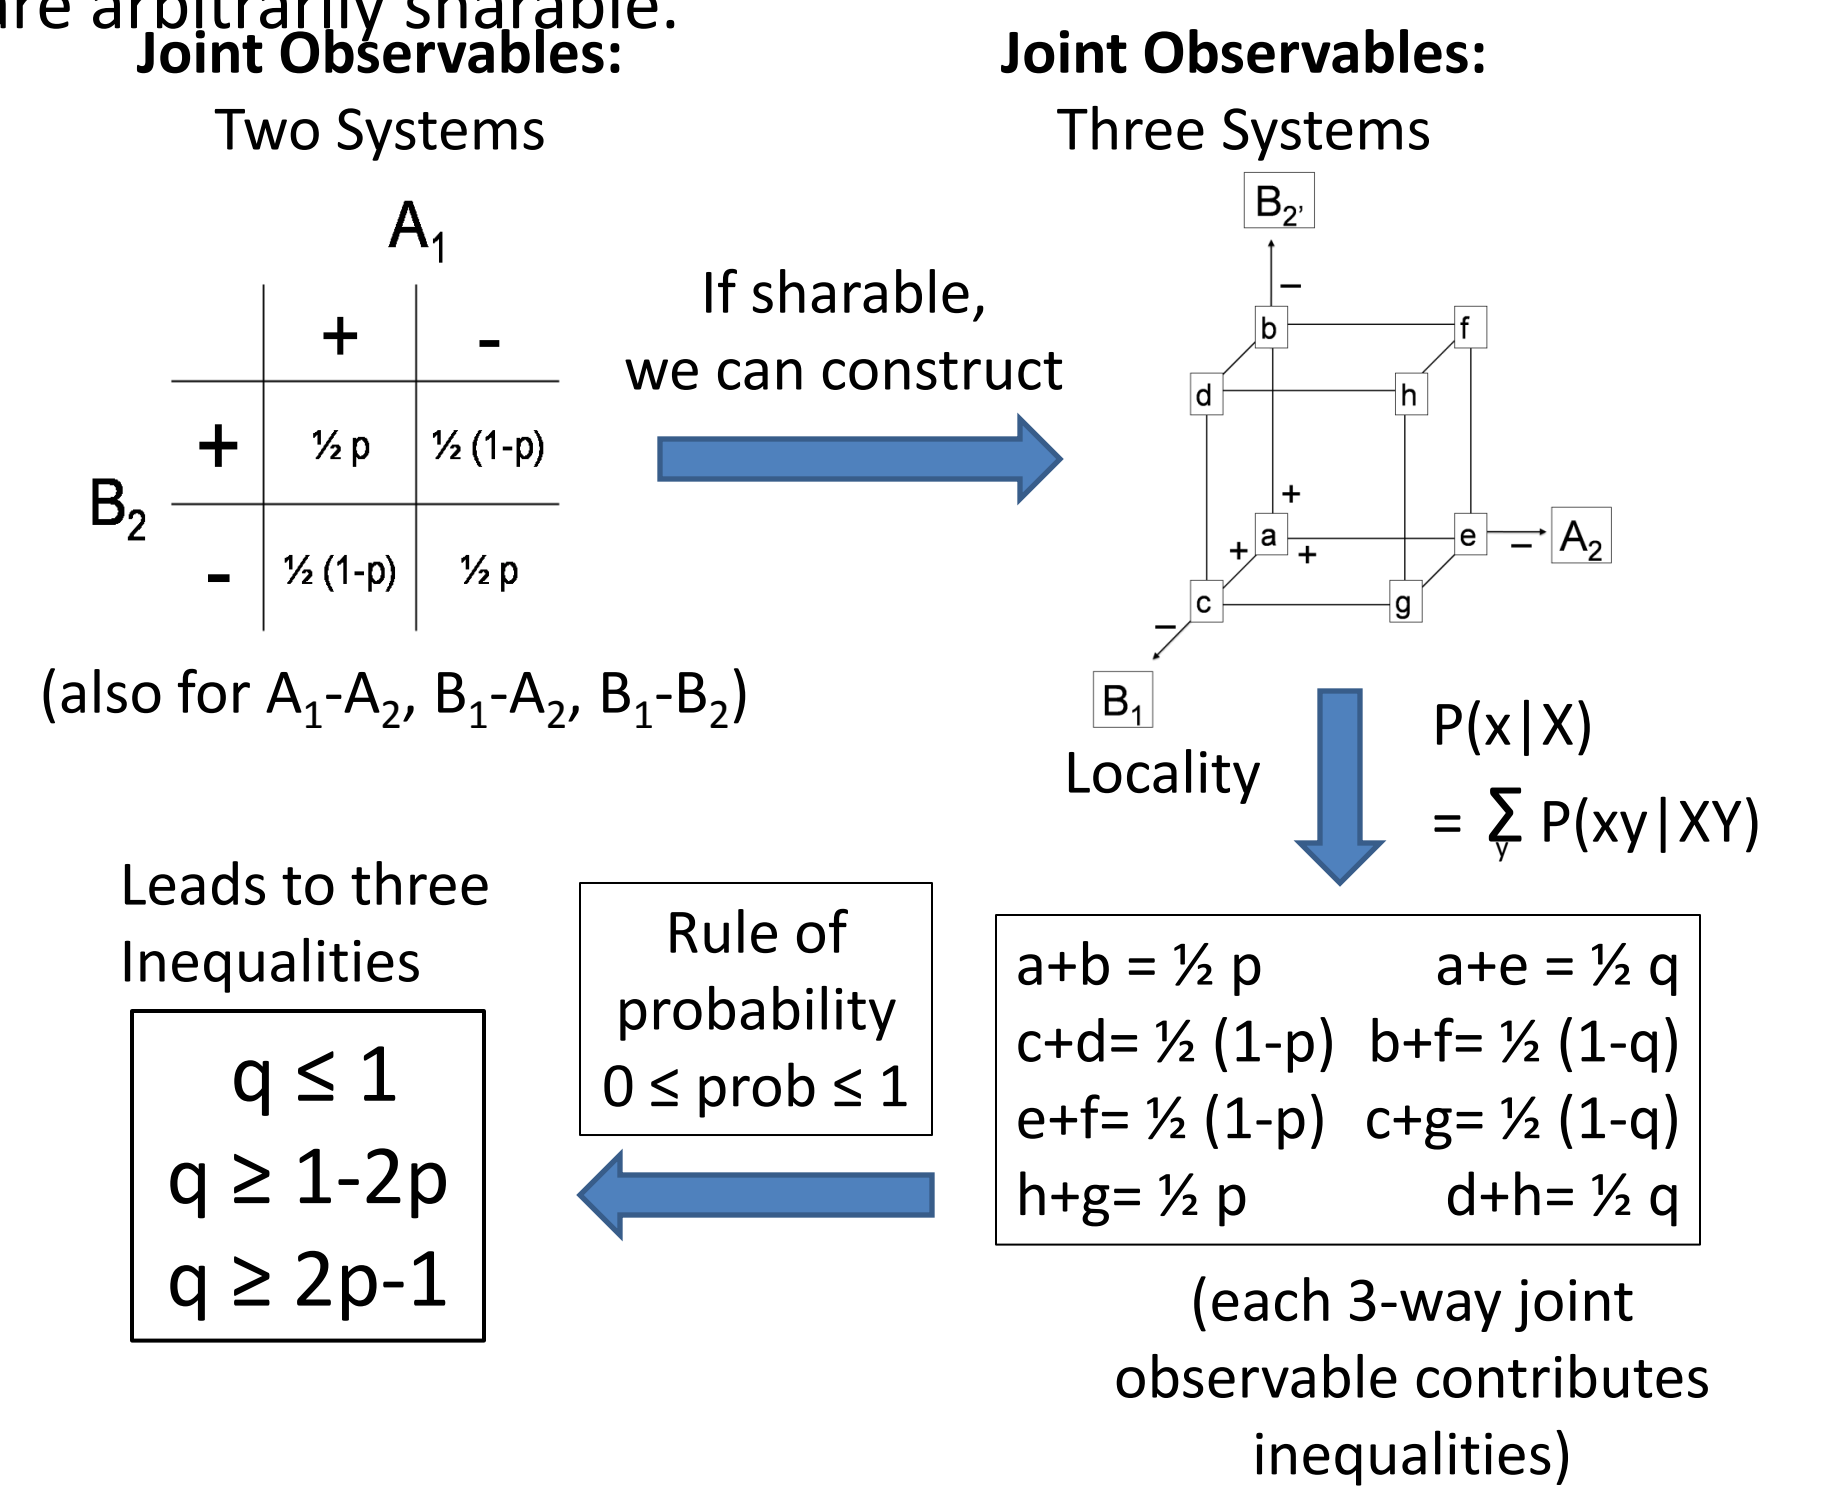 are arbitrarily sharable.
Joint Observables:
Two Systems
A₁
+ -
+ ½ p ½ (1-p)
B₂
- ½ (1-p) ½ p
(also for A₁-A₂, B₁-A₂, B₁-B₂)
If sharable,
we can construct
Joint Observables:
Three Systems
B₂’
–
b f
d h
+
+ a + e – A₂
c g
–
B₁
Locality
P(x|X)
= Σ P(xy|XY)
y
a+b = ½ p a+e = ½ q
c+d= ½ (1-p) b+f= ½ (1-q)
e+f= ½ (1-p) c+g= ½ (1-q)
h+g= ½ p d+h= ½ q
(each 3-way joint
observable contributes
inequalities)
Rule of
probability
0 ≤ prob ≤ 1
Leads to three
Inequalities
q ≤ 1
q ≥ 1-2p
q ≥ 2p-1